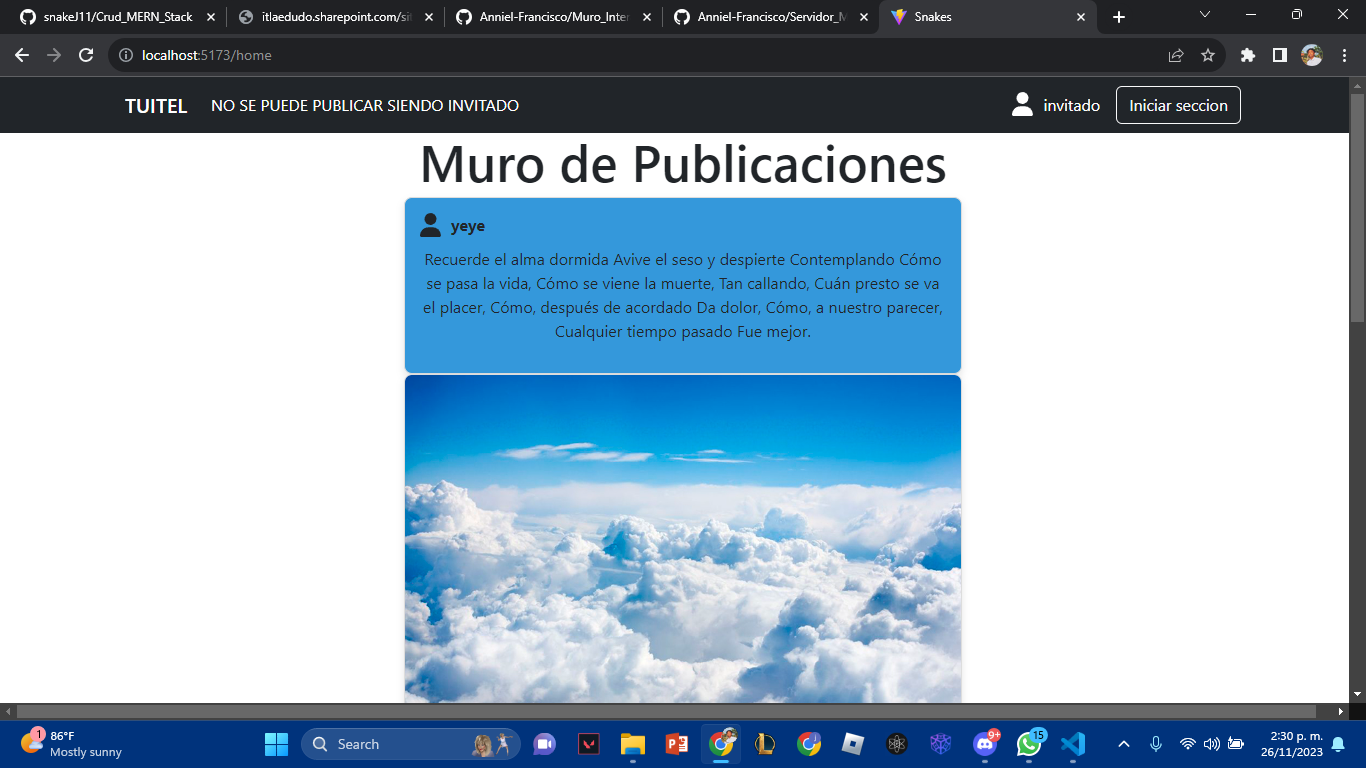 snakeJ11/Crud_MERN_Stack
itlaedudo.sharepoint.com/si
Anniel-Francisco/Muro_Inter
Anniel-Francisco/Servidor_M
Snakes
localhost:5173/home
TUITEL
NO SE PUEDE PUBLICAR SIENDO INVITADO
invitado
Iniciar seccion
Muro de Publicaciones
yeye
Recuerde el alma dormida Avive el seso y despierte Contemplando Cómo
se pasa la vida, Cómo se viene la muerte, Tan callando, Cuán presto se va
el placer, Cómo, después de acordado Da dolor, Cómo, a nuestro parecer,
Cualquier tiempo pasado Fue mejor.
1
86°F
Mostly sunny
Search
9+
15
2:30 p. m.
26/11/2023